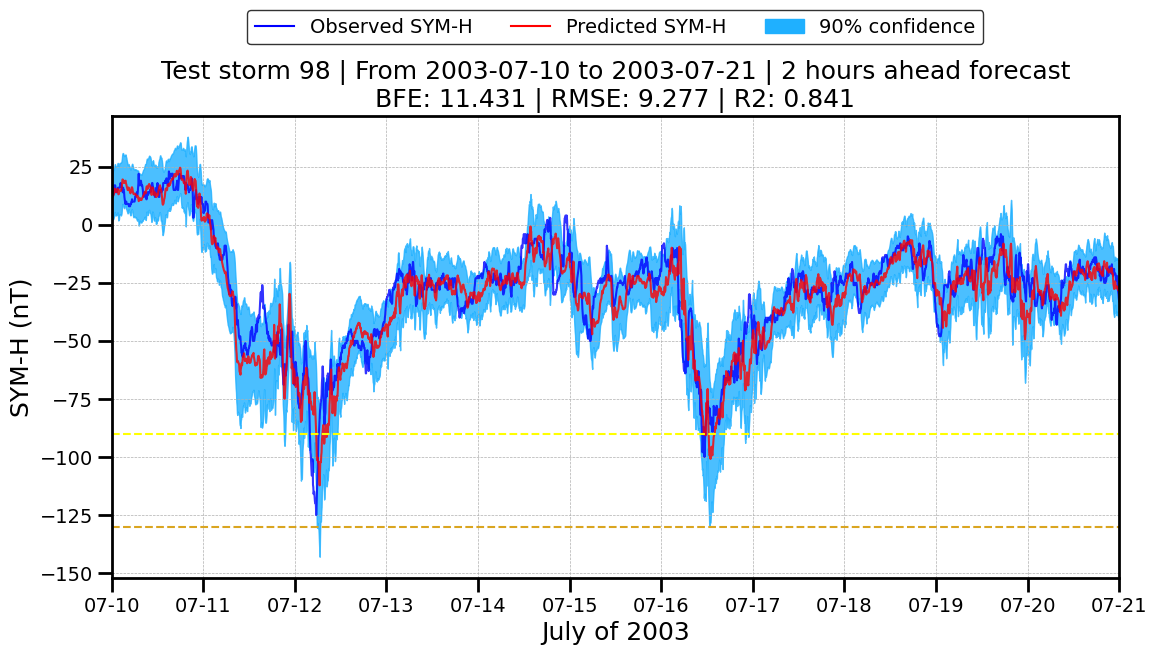 Observed SYM-H Predicted SYM-H 90% confidence
Test storm 98 | From 2003-07-10 to 2003-07-21 | 2 hours ahead forecast
BFE: 11.431 | RMSE: 9.277 | R2: 0.841
SYM-H (nT)
25
0
−25
−50
−75
−100
−125
−150
07-10 07-11 07-12 07-13 07-14 07-15 07-16 07-17 07-18 07-19 07-20 07-21
July of 2003